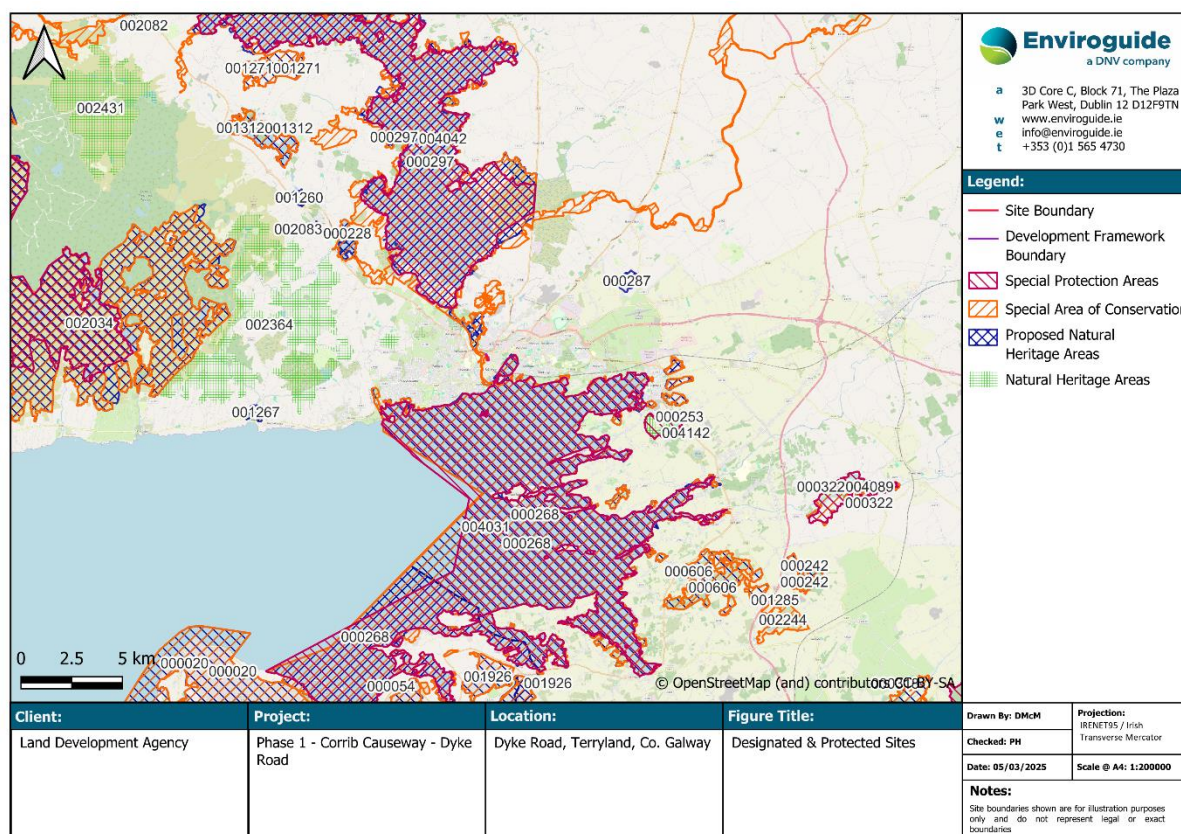 002082
0012710001271
002431
001312001312
000297004042
000297
001260
002083
000228
000287
002034
002364
001267
000253
004142
000322004089
000322
000268
004031
000268
000606
000606
000242
000242
001285
002244
000268
000020
000020
000054
001926
001926
0 2.5 5 km
© OpenStreetMap (and) contributors CC-BY-SA
Enviroguide
a DNV company
a 3D Core C, Block 71, The Plaza
Park West, Dublin 12 D12F9TN
w www.enviroguide.ie
e info@enviroguide.ie
t +353 (0)1 565 4730
Legend:
Site Boundary
Development Framework
Boundary
Special Protection Areas
Special Area of Conservation
Proposed Natural
Heritage Areas
Natural Heritage Areas
Client:
Land Development Agency
Project:
Phase 1 - Corrib Causeway - Dyke
Road
Location:
Dyke Road, Terryland, Co. Galway
Figure Title:
Designated & Protected Sites
Drawn By: DMcM
Checked: PH
Date: 05/03/2025
Projection:
IRENET95 / Irish
Transverse Mercator
Scale @ A4: 1:200000
Notes:
Site boundaries shown are for illustration purposes
only and do not represent legal or exact
boundaries